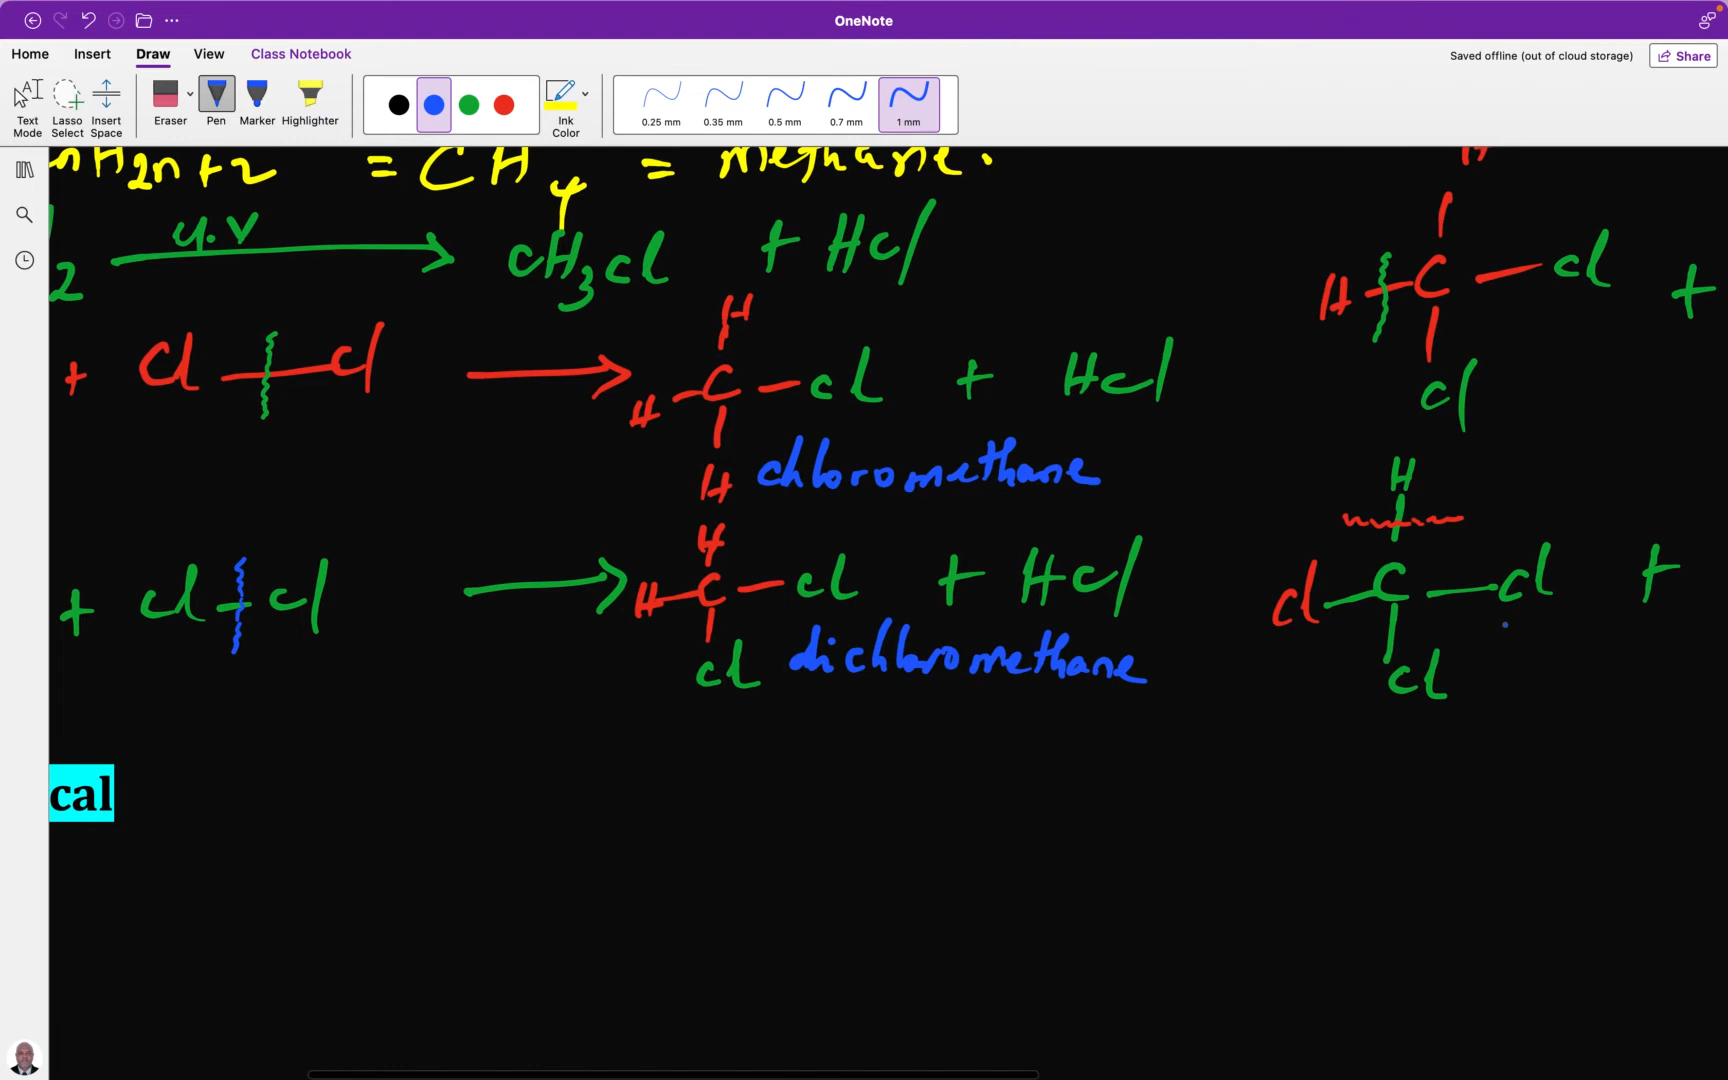 OneNote
Home Insert Draw View Class Notebook
Saved offline (out of cloud storage) Share
Text Mode Lasso Select Insert Space Eraser Pen Marker Highlighter Ink Color 0.25 mm 0.35 mm 0.5 mm 0.7 mm 1 mm
nH2n+2 = CH4 = methane.
2 u.v CH3Cl + HCl
+ Cl Cl
H
H C Cl + HCl
H chloromethane
+ Cl Cl
H
H C Cl + HCl
Cl dichloromethane
H
H C Cl +
Cl
H
Cl C Cl +
Cl
cal